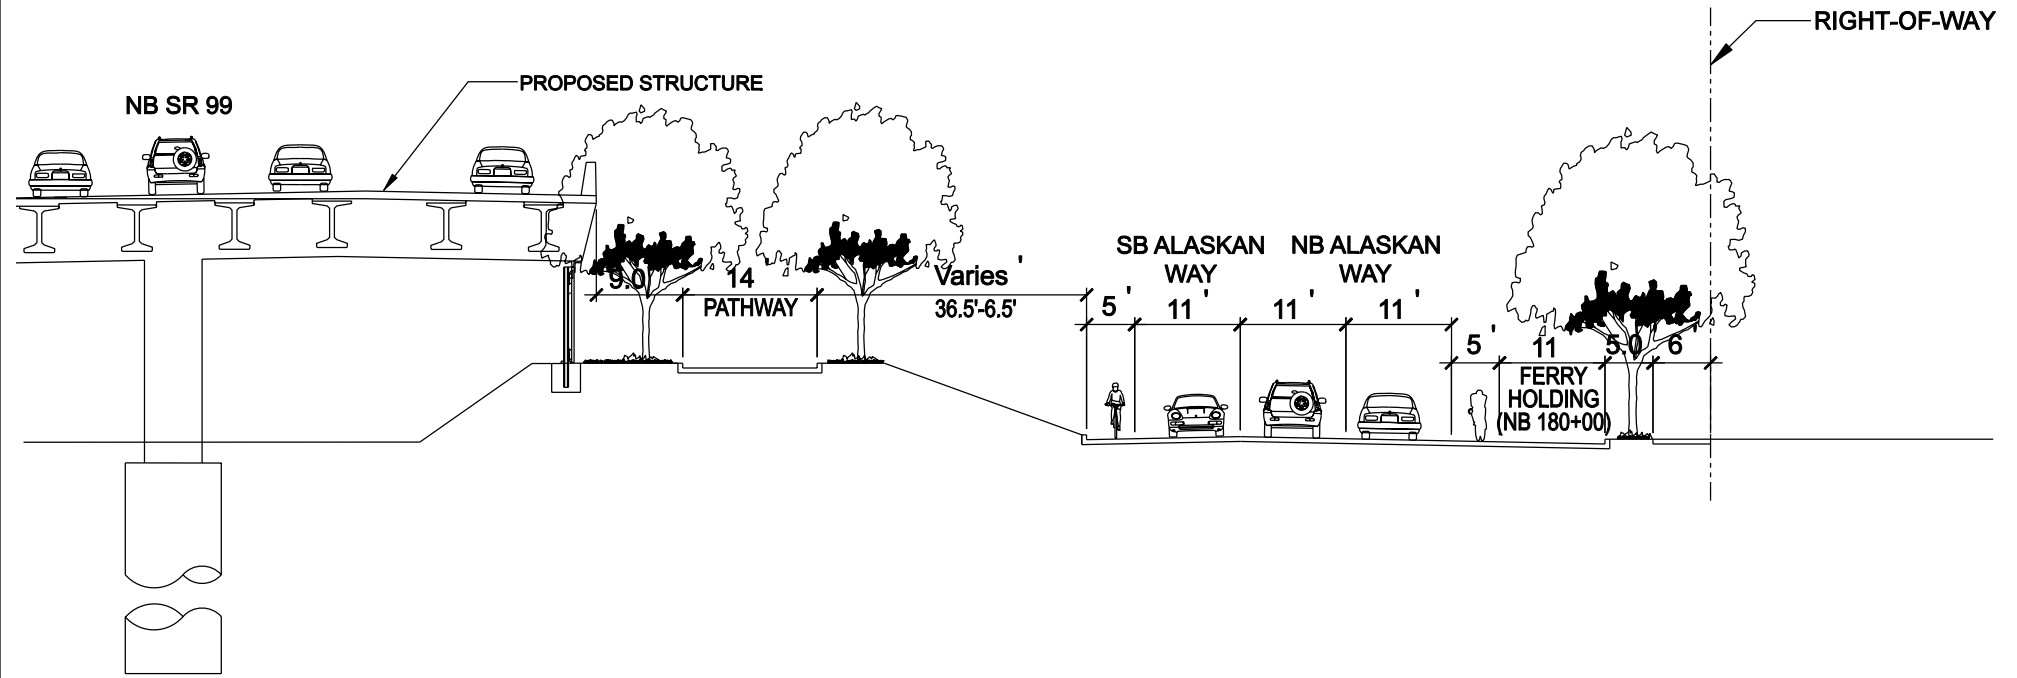 RIGHT-OF-WAY
PROPOSED STRUCTURE
NB SR 99
SB ALASKAN
WAY
NB ALASKAN
WAY
9.0
14 '
PATHWAY
Varies '
36.5'-6.5'
5 '
11 '
11 '
11 '
5 '
11
FERRY
HOLDING
(NB 180+00)
5.0
6 '